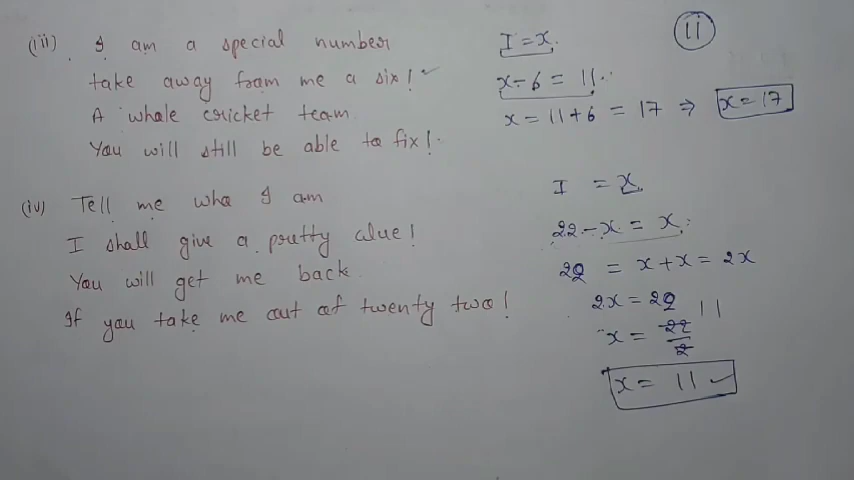 (iii) I am a special number
take away from me a six! ✓
A whole cricket team
You will still be able to fix!
I = x.
x - 6 = 11.
x = 11 + 6 = 17 ⇒ x = 17
11
(iv) Tell me who I am
I shall give a pretty clue!
You will get me back
If you take me out of twenty two!
I = x
22 - x = x
22 = x + x = 2x
2x = 22
x = 22/2 11
x = 11 ✓